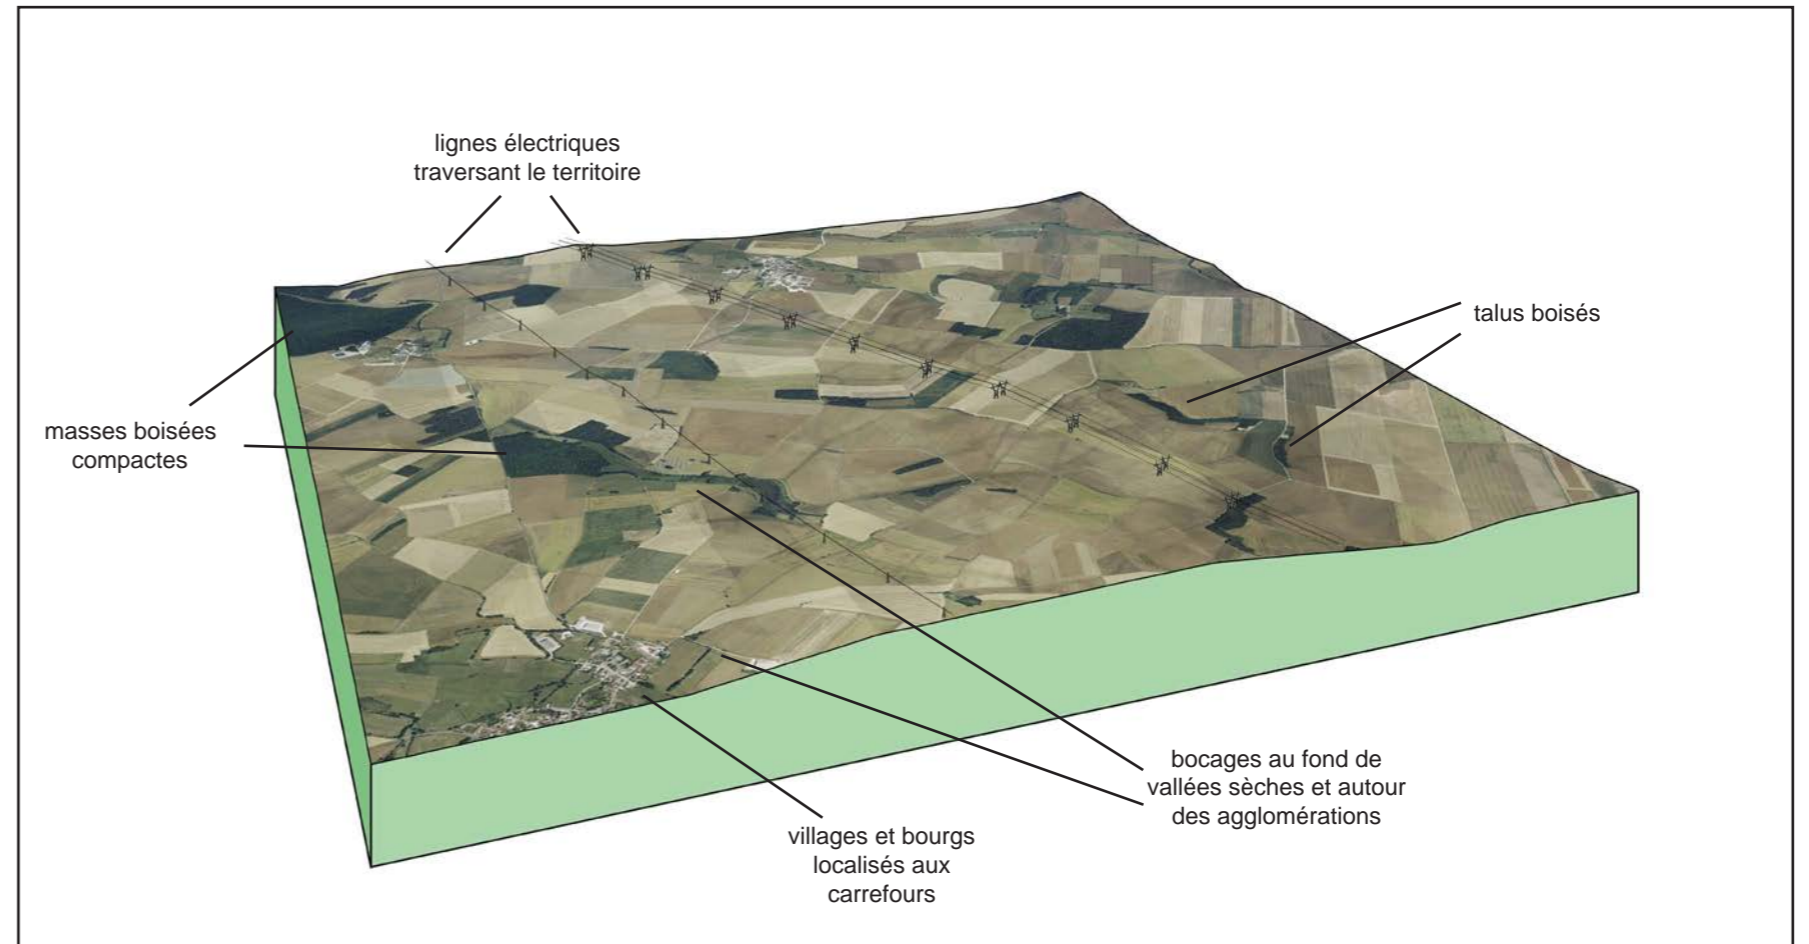 lignes électriques
traversant le territoire
talus boisés
masses boisées
compactes
bocages au fond de
vallées sèches et autour
des agglomérations
villages et bourgs
localisés aux
carrefours